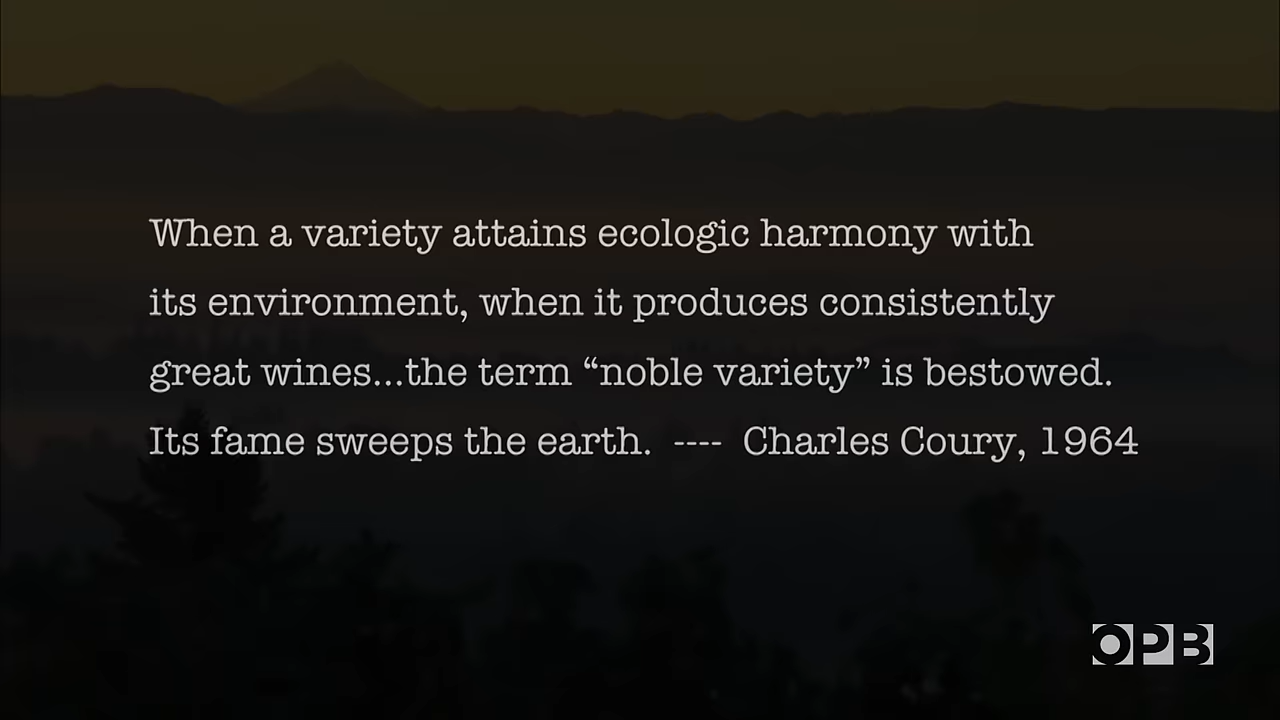 When a variety attains ecologic harmony with
its environment, when it produces consistently
great wines...the term “noble variety” is bestowed.
Its fame sweeps the earth.  ----  Charles Coury, 1964
OPB